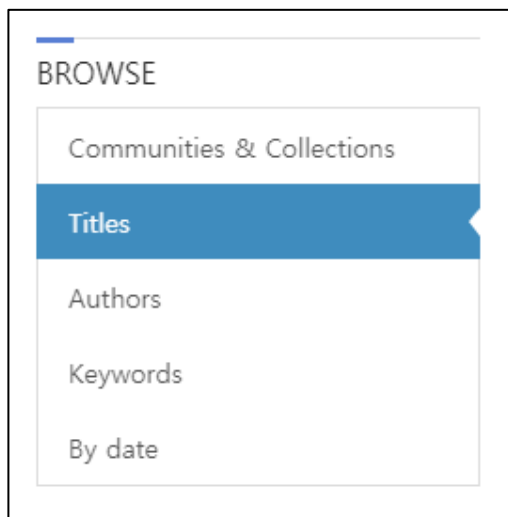 BROWSE
Communities & Collections
Titles
Authors
Keywords
By date